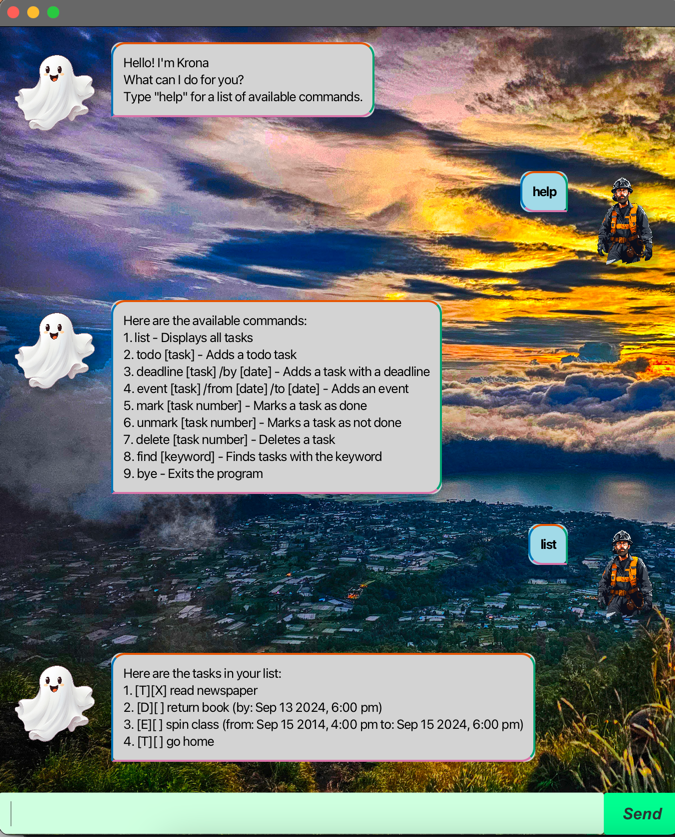 Hello! I'm Krona
What can I do for you?
Type "help" for a list of available commands.
help
Here are the available commands:
1. list - Displays all tasks
2. todo [task] - Adds a todo task
3. deadline [task] /by [date] - Adds a task with a deadline
4. event [task] /from [date] /to [date] - Adds an event
5. mark [task number] - Marks a task as done
6. unmark [task number] - Marks a task as not done
7. delete [task number] - Deletes a task
8. find [keyword] - Finds tasks with the keyword
9. bye - Exits the program
list
Here are the tasks in your list:
1. [T][X] read newspaper
2. [D][ ] return book (by: Sep 13 2024, 6:00 pm)
3. [E][ ] spin class (from: Sep 15 2014, 4:00 pm to: Sep 15 2024, 6:00 pm)
4. [T][ ] go home
Send